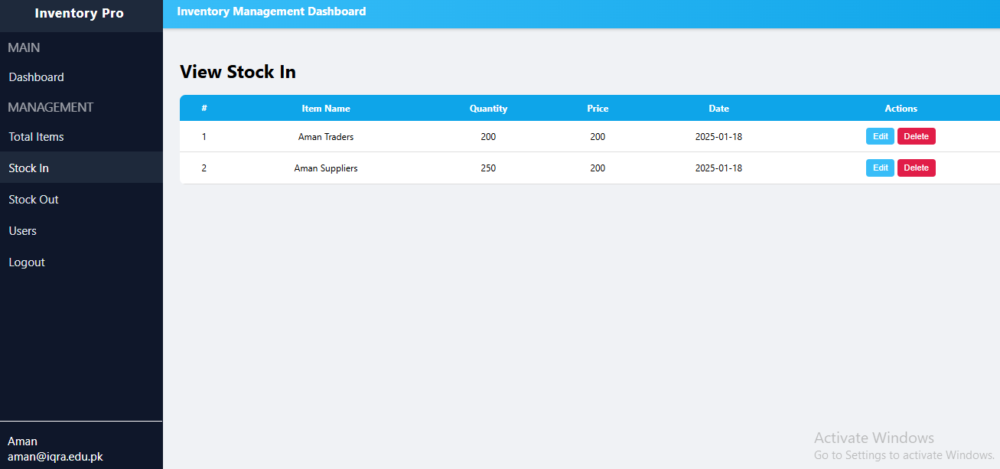 Inventory Pro
MAIN
Dashboard
MANAGEMENT
Total Items
Stock In
Stock Out
Users
Logout
Aman
aman@iqra.edu.pk
Inventory Management Dashboard
View Stock In
# Item Name Quantity Price Date Actions
1 Aman Traders 200 200 2025-01-18 Edit Delete
2 Aman Suppliers 250 200 2025-01-18 Edit Delete
Activate Windows
Go to Settings to activate Windows.